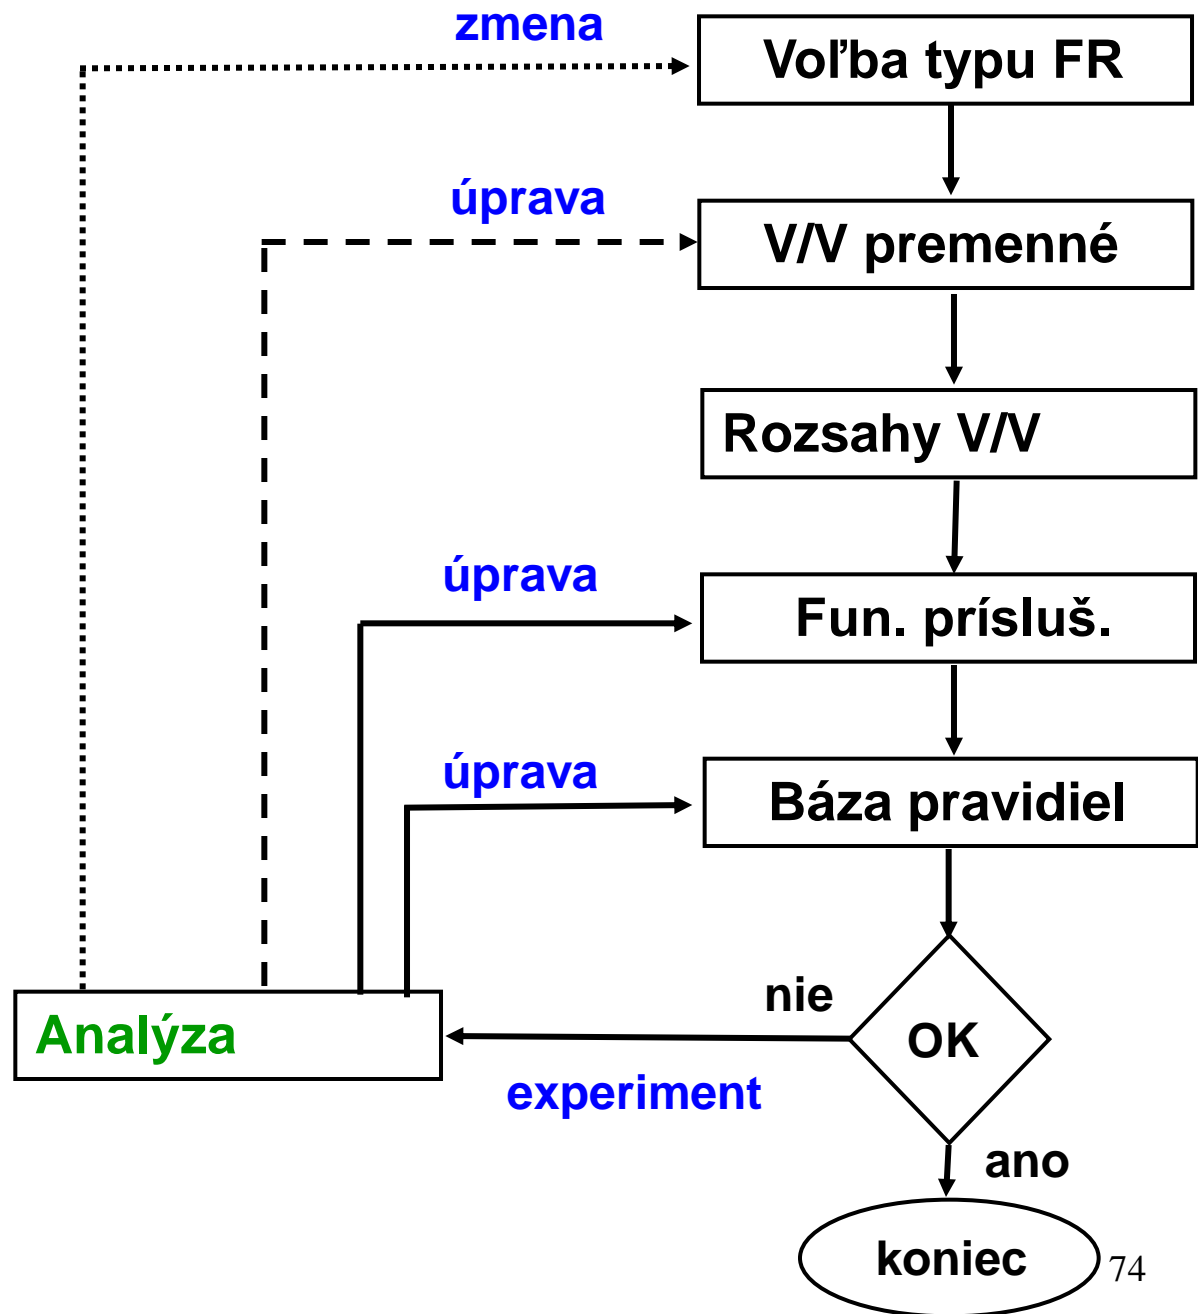 zmena
Voľba typu FR
úprava
V/V premenné
Rozsahy V/V
úprava
Fun. prísluš.
úprava
Báza pravidiel
nie
Analýza
OK
experiment
ano
koniec
74